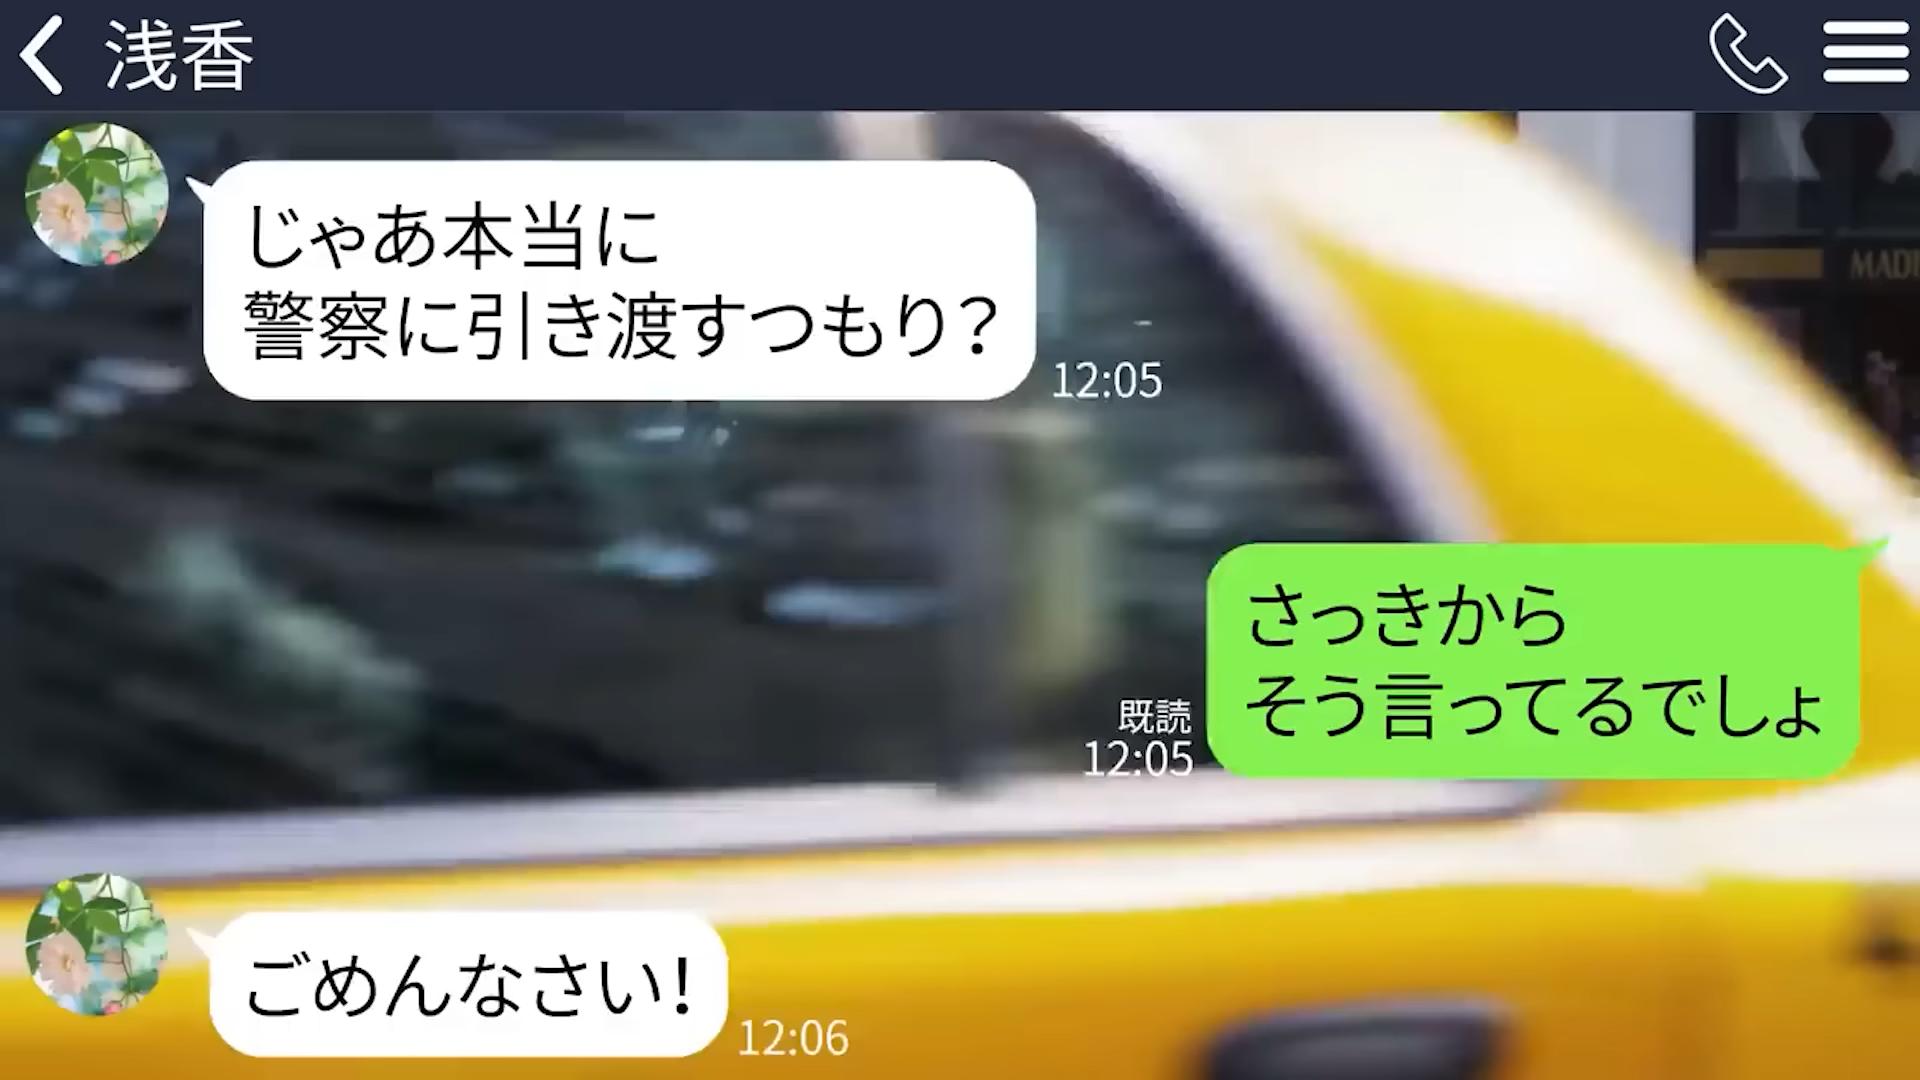 浅香
MADI
じゃあ本当に
警察に引き渡すつもり？
12:05
さっきから
そう言ってるでしょ
既読
12:05
ごめんなさい！
12:06